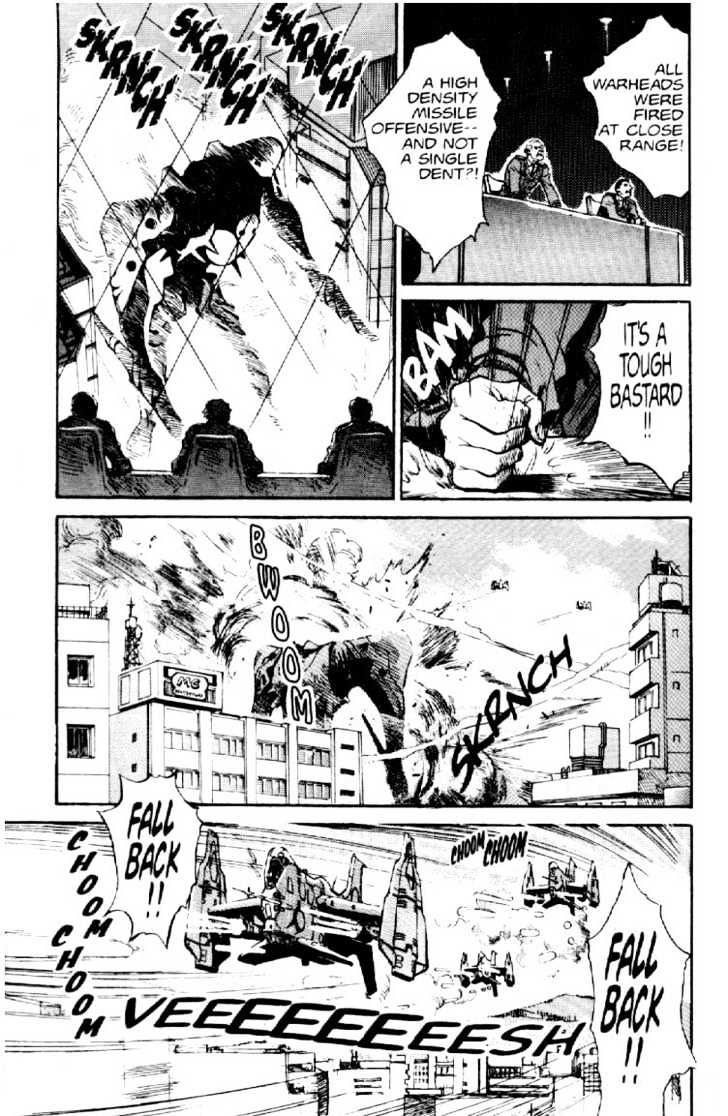 ALL
WARHEADS
WERE
FIRED
AT CLOSE
RANGE!
A HIGH
DENSITY
MISSILE
OFFENSIVE--
AND NOT
A SINGLE
DENT?!
SKRNCH
SKRNCH
SKRNCH
IT'S A
TOUGH
BASTARD
!!
BAM
BWOOM
SKRNCH
FALL
BACK
!!
CHOOM
CHOOM
CHOOM
CHOOM
VEEEEEEEEEESH
FALL
BACK
!!